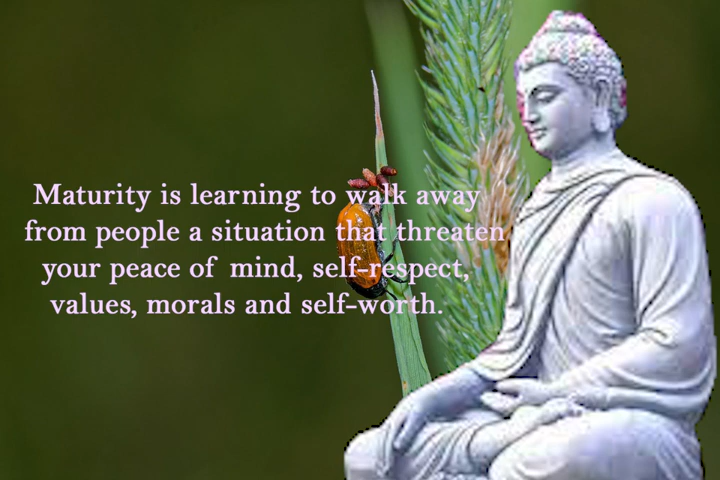 Maturity is learning to walk away
from people a situation that threaten
your peace of mind, self-respect,
values, morals and self-worth.